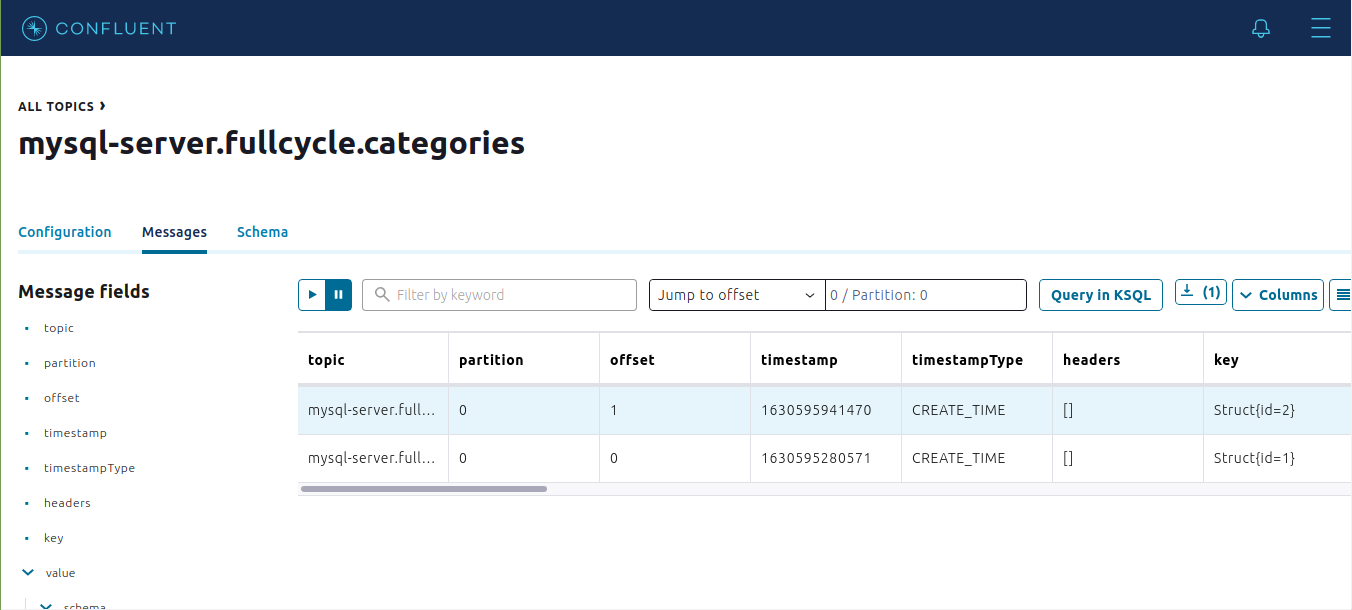 CONFLUENT
ALL TOPICS ›
mysql-server.fullcycle.categories
Configuration Messages Schema
Message fields
topic
partition
offset
timestamp
timestampType
headers
key
value
schema
Filter by keyword Jump to offset 0 / Partition: 0 Query in KSQL (1) Columns
topic partition offset timestamp timestampType headers key
mysql-server.full... 0 1 1630595941470 CREATE_TIME [] Struct{id=2}
mysql-server.full... 0 0 1630595280571 CREATE_TIME [] Struct{id=1}